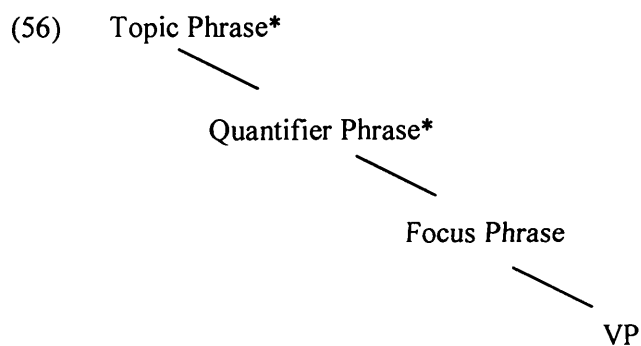 (56) Topic Phrase*
Quantifier Phrase*
Focus Phrase
VP